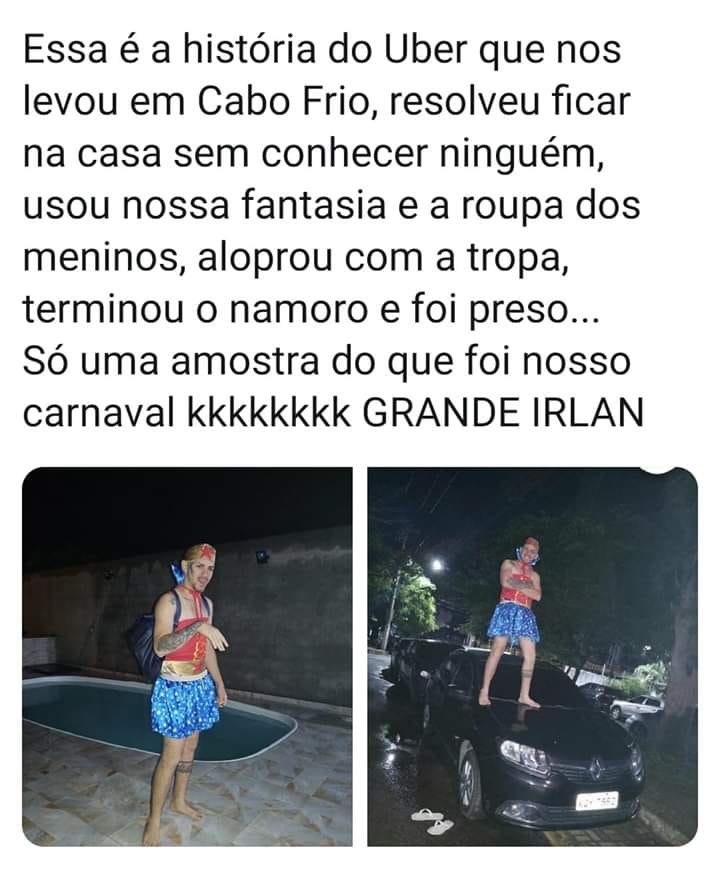 Essa é a história do Uber que nos
levou em Cabo Frio, resolveu ficar
na casa sem conhecer ninguém,
usou nossa fantasia e a roupa dos
meninos, aloprou com a tropa,
terminou o namoro e foi preso...
Só uma amostra do que foi nosso
carnaval kkkkkkkk GRANDE IRLAN